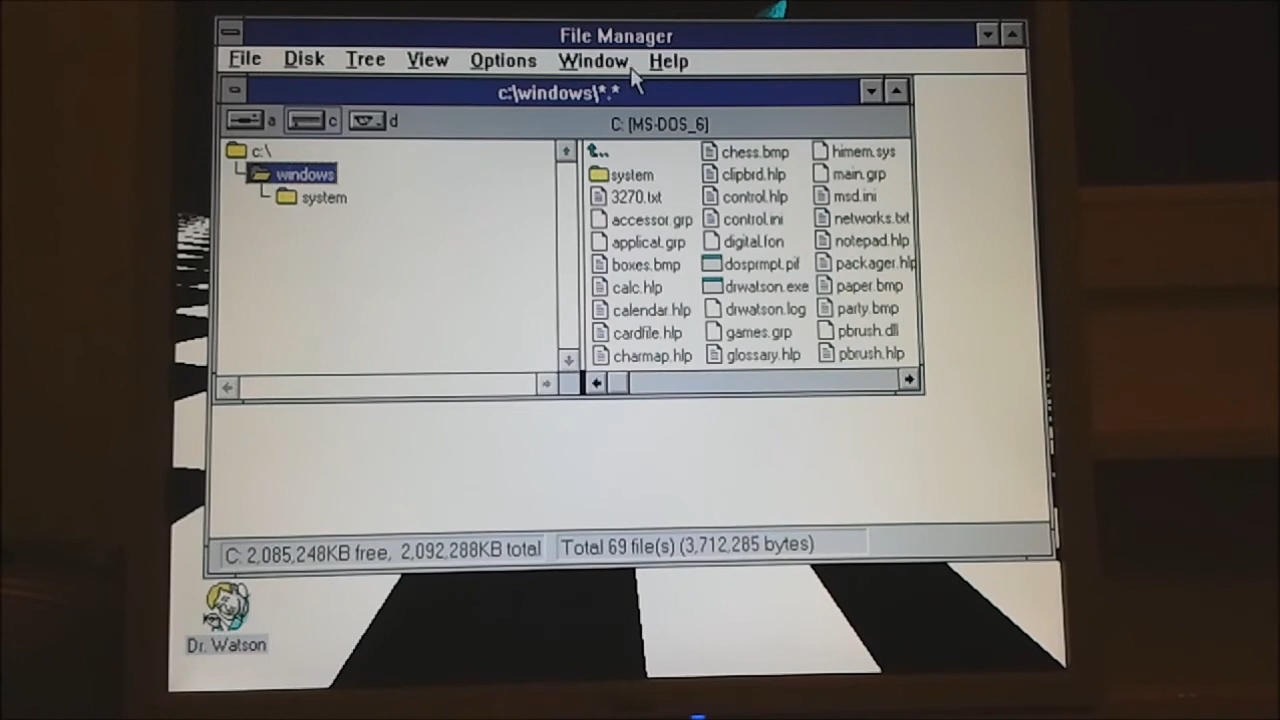 File Manager
File Disk Tree View Options Window Help
c:\windows\*.*
a c d C: [MS-DOS_6]
c:\
windows
system
..
system
3270.txt
accessor.grp
applicat.grp
boxes.bmp
calc.hlp
calendar.hlp
cardfile.hlp
charmap.hlp
chess.bmp
clipbrd.hlp
control.hlp
control.ini
digital.fon
dosprmpt.pif
drwatson.exe
drwatson.log
games.grp
glossary.hlp
himem.sys
main.grp
msd.ini
networks.txt
notepad.hlp
packager.hlp
paper.bmp
party.bmp
pbrush.dll
pbrush.hlp
C: 2,085,248KB free, 2,092,288KB total Total 69 file(s) (3,712,285 bytes)
Dr. Watson